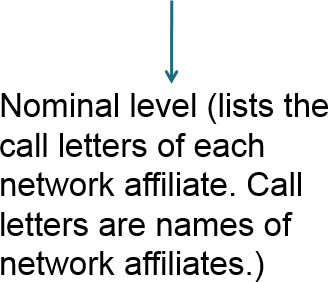 Nominal level (lists the
call letters of each
network affiliate. Call
letters are names of
network affiliates.)